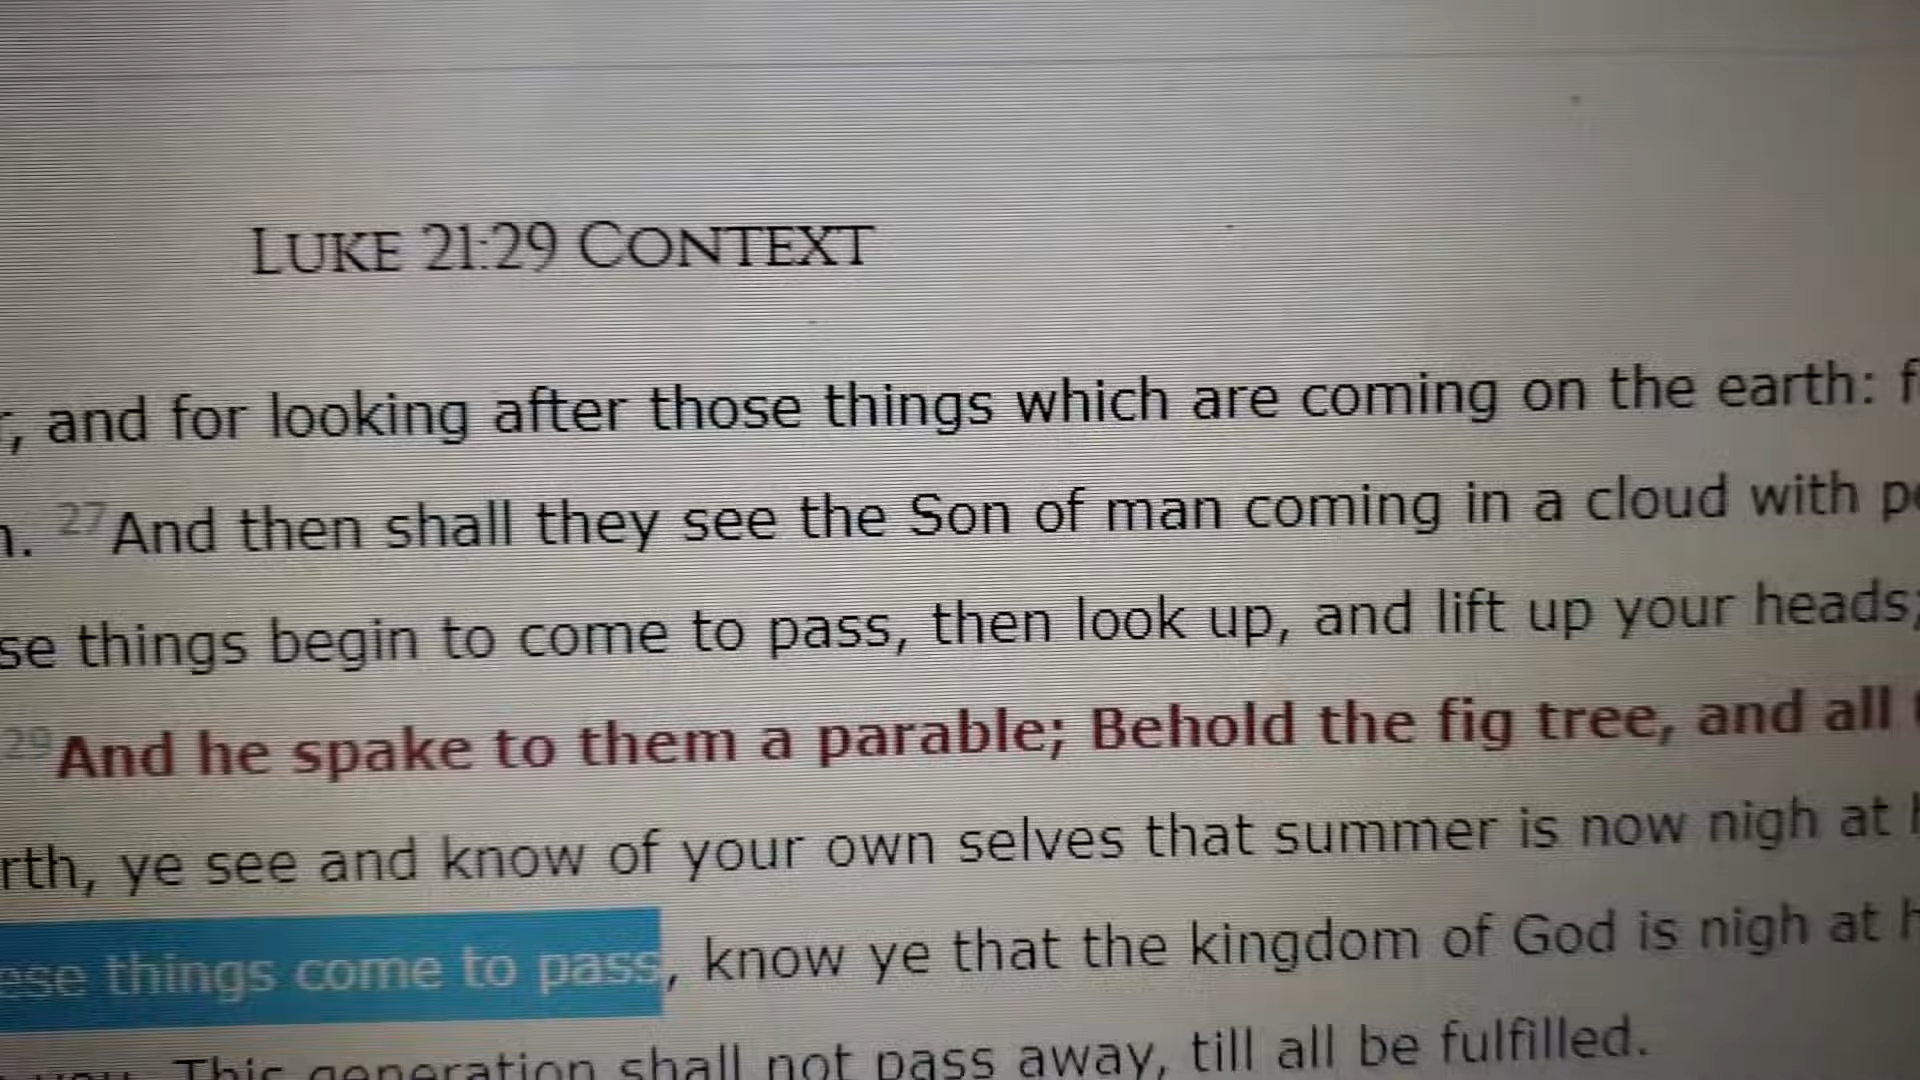 LUKE 21:29 CONTEXT
, and for looking after those things which are coming on the earth:
27 And then shall they see the Son of man coming in a cloud with
things begin to come to pass, then look up, and lift up your heads;
29 And he spake to them a parable; Behold the fig tree, and all
ye see and know of your own selves that summer is now nigh at
things come to pass, know ye that the kingdom of God is nigh at
This generation shall not pass away, till all be fulfilled.